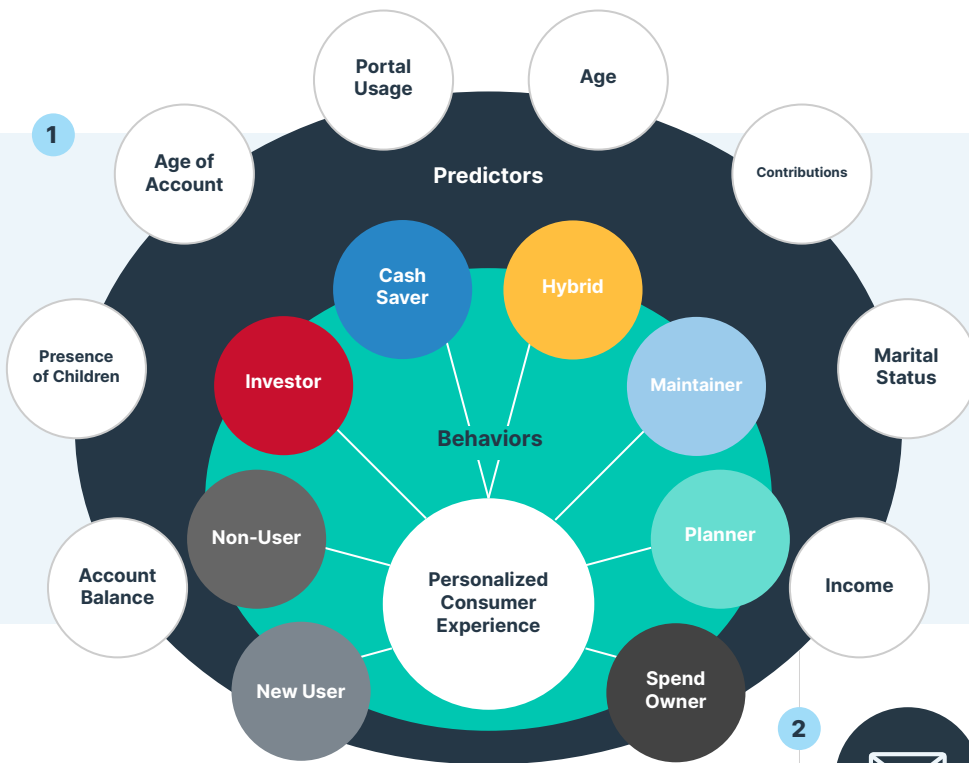 Portal
Usage
Age
1
Age of
Account
Predictors
Contributions
Cash
Saver
Hybrid
Presence
of Children
Investor
Maintainer
Marital
Status
Behaviors
Non-User
Planner
Account
Balance
Personalized
Consumer
Experience
Income
New User
Spend
Owner
2